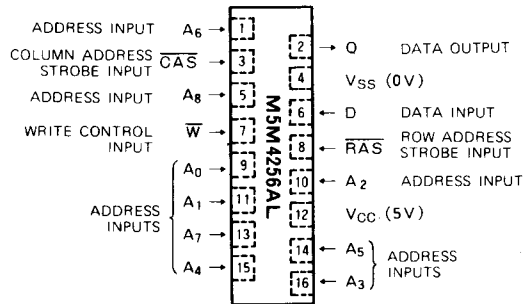 ADDRESS INPUT A6 → 1
2 → Q DATA OUTPUT
COLUMN ADDRESS
STROBE INPUT C̅A̅S̅ → 3
4 VSS (0V)
ADDRESS INPUT A8 → 5
6 ← D DATA INPUT
WRITE CONTROL
INPUT W̅ → 7
8 ← R̅A̅S̅ ROW ADDRESS
STROBE INPUT
A0 → 9
10 ← A2 ADDRESS INPUT
ADDRESS
INPUTS
A1 → 11
12 VCC (5V)
A7 → 13
14 ← A5
A4 → 15
16 ← A3
ADDRESS
INPUTS
M5M4256AL